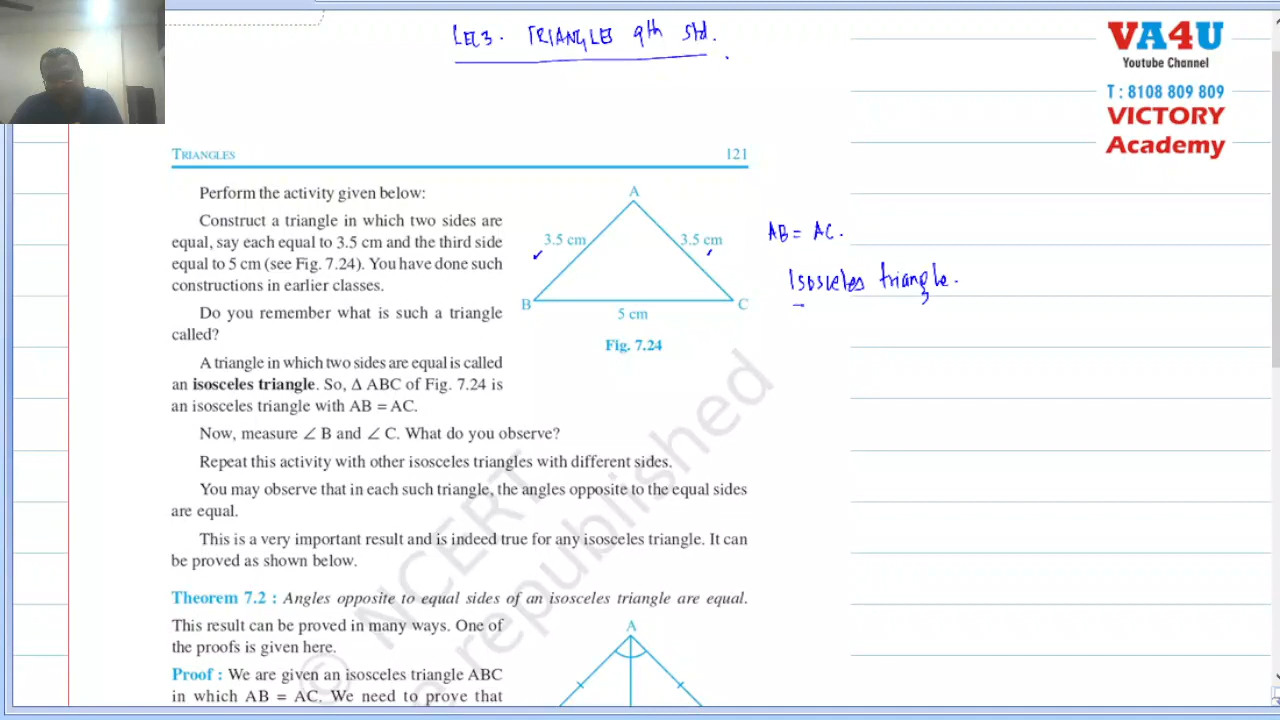 LEC 3. TRIANGLES 9th Std.
VA4U
Youtube Channel
T : 8108 809 809
VICTORY
Academy
TRIANGLES 121
Perform the activity given below:
Construct a triangle in which two sides are
equal, say each equal to 3.5 cm and the third side
equal to 5 cm (see Fig. 7.24). You have done such
constructions in earlier classes.
Do you remember what is such a triangle
called?
A triangle in which two sides are equal is called
an isosceles triangle. So, Δ ABC of Fig. 7.24 is
an isosceles triangle with AB = AC.
A
3.5 cm 3.5 cm
B C
5 cm
Fig. 7.24
AB = AC.
Isosceles triangle.
Now, measure ∠ B and ∠ C. What do you observe?
Repeat this activity with other isosceles triangles with different sides.
You may observe that in each such triangle, the angles opposite to the equal sides
are equal.
This is a very important result and is indeed true for any isosceles triangle. It can
be proved as shown below.
Theorem 7.2 : Angles opposite to equal sides of an isosceles triangle are equal.
This result can be proved in many ways. One of
the proofs is given here.
Proof : We are given an isosceles triangle ABC
in which AB = AC. We need to prove that
A
© NCERT
republished